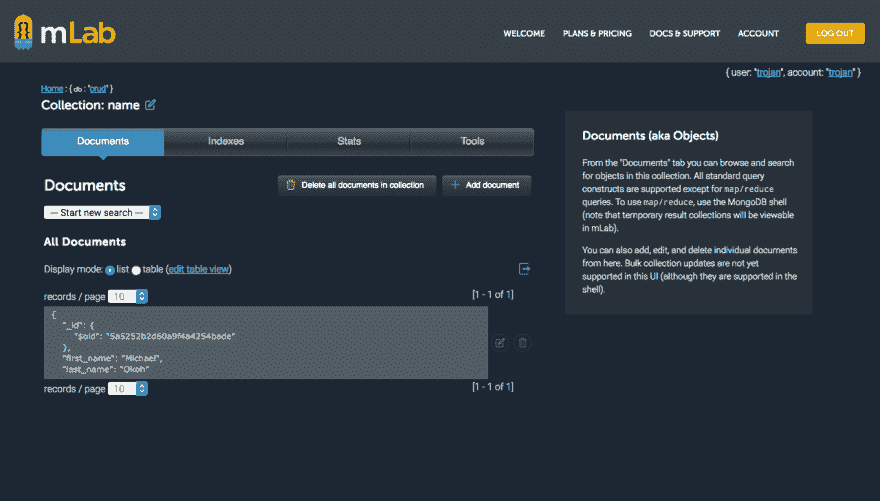 mLab
WELCOME PLANS & PRICING DOCS & SUPPORT ACCOUNT LOG OUT
{ user: "trojan", account: "trojan" }
Home : { db : "crud" }
Collection: name
Documents Indexes Stats Tools
Documents
Delete all documents in collection Add document
— Start new search —
All Documents
Display mode: list table (edit table view)
records / page 10 [1 - 1 of 1]
{
"_id": {
"$oid": "5a5252b2d60a9f4a4254bade"
},
"first_name": "Michael",
"last_name": "Okoh"
records / page 10 [1 - 1 of 1]
Documents (aka Objects)
From the "Documents" tab you can browse and search
for objects in this collection. All standard query
constructs are supported except for map/reduce
queries. To use map/reduce, use the MongoDB shell
(note that temporary result collections will be viewable
in mLab).
You can also add, edit, and delete individual documents
from here. Bulk collection updates are not yet
supported in this UI (although they are supported in the
shell).